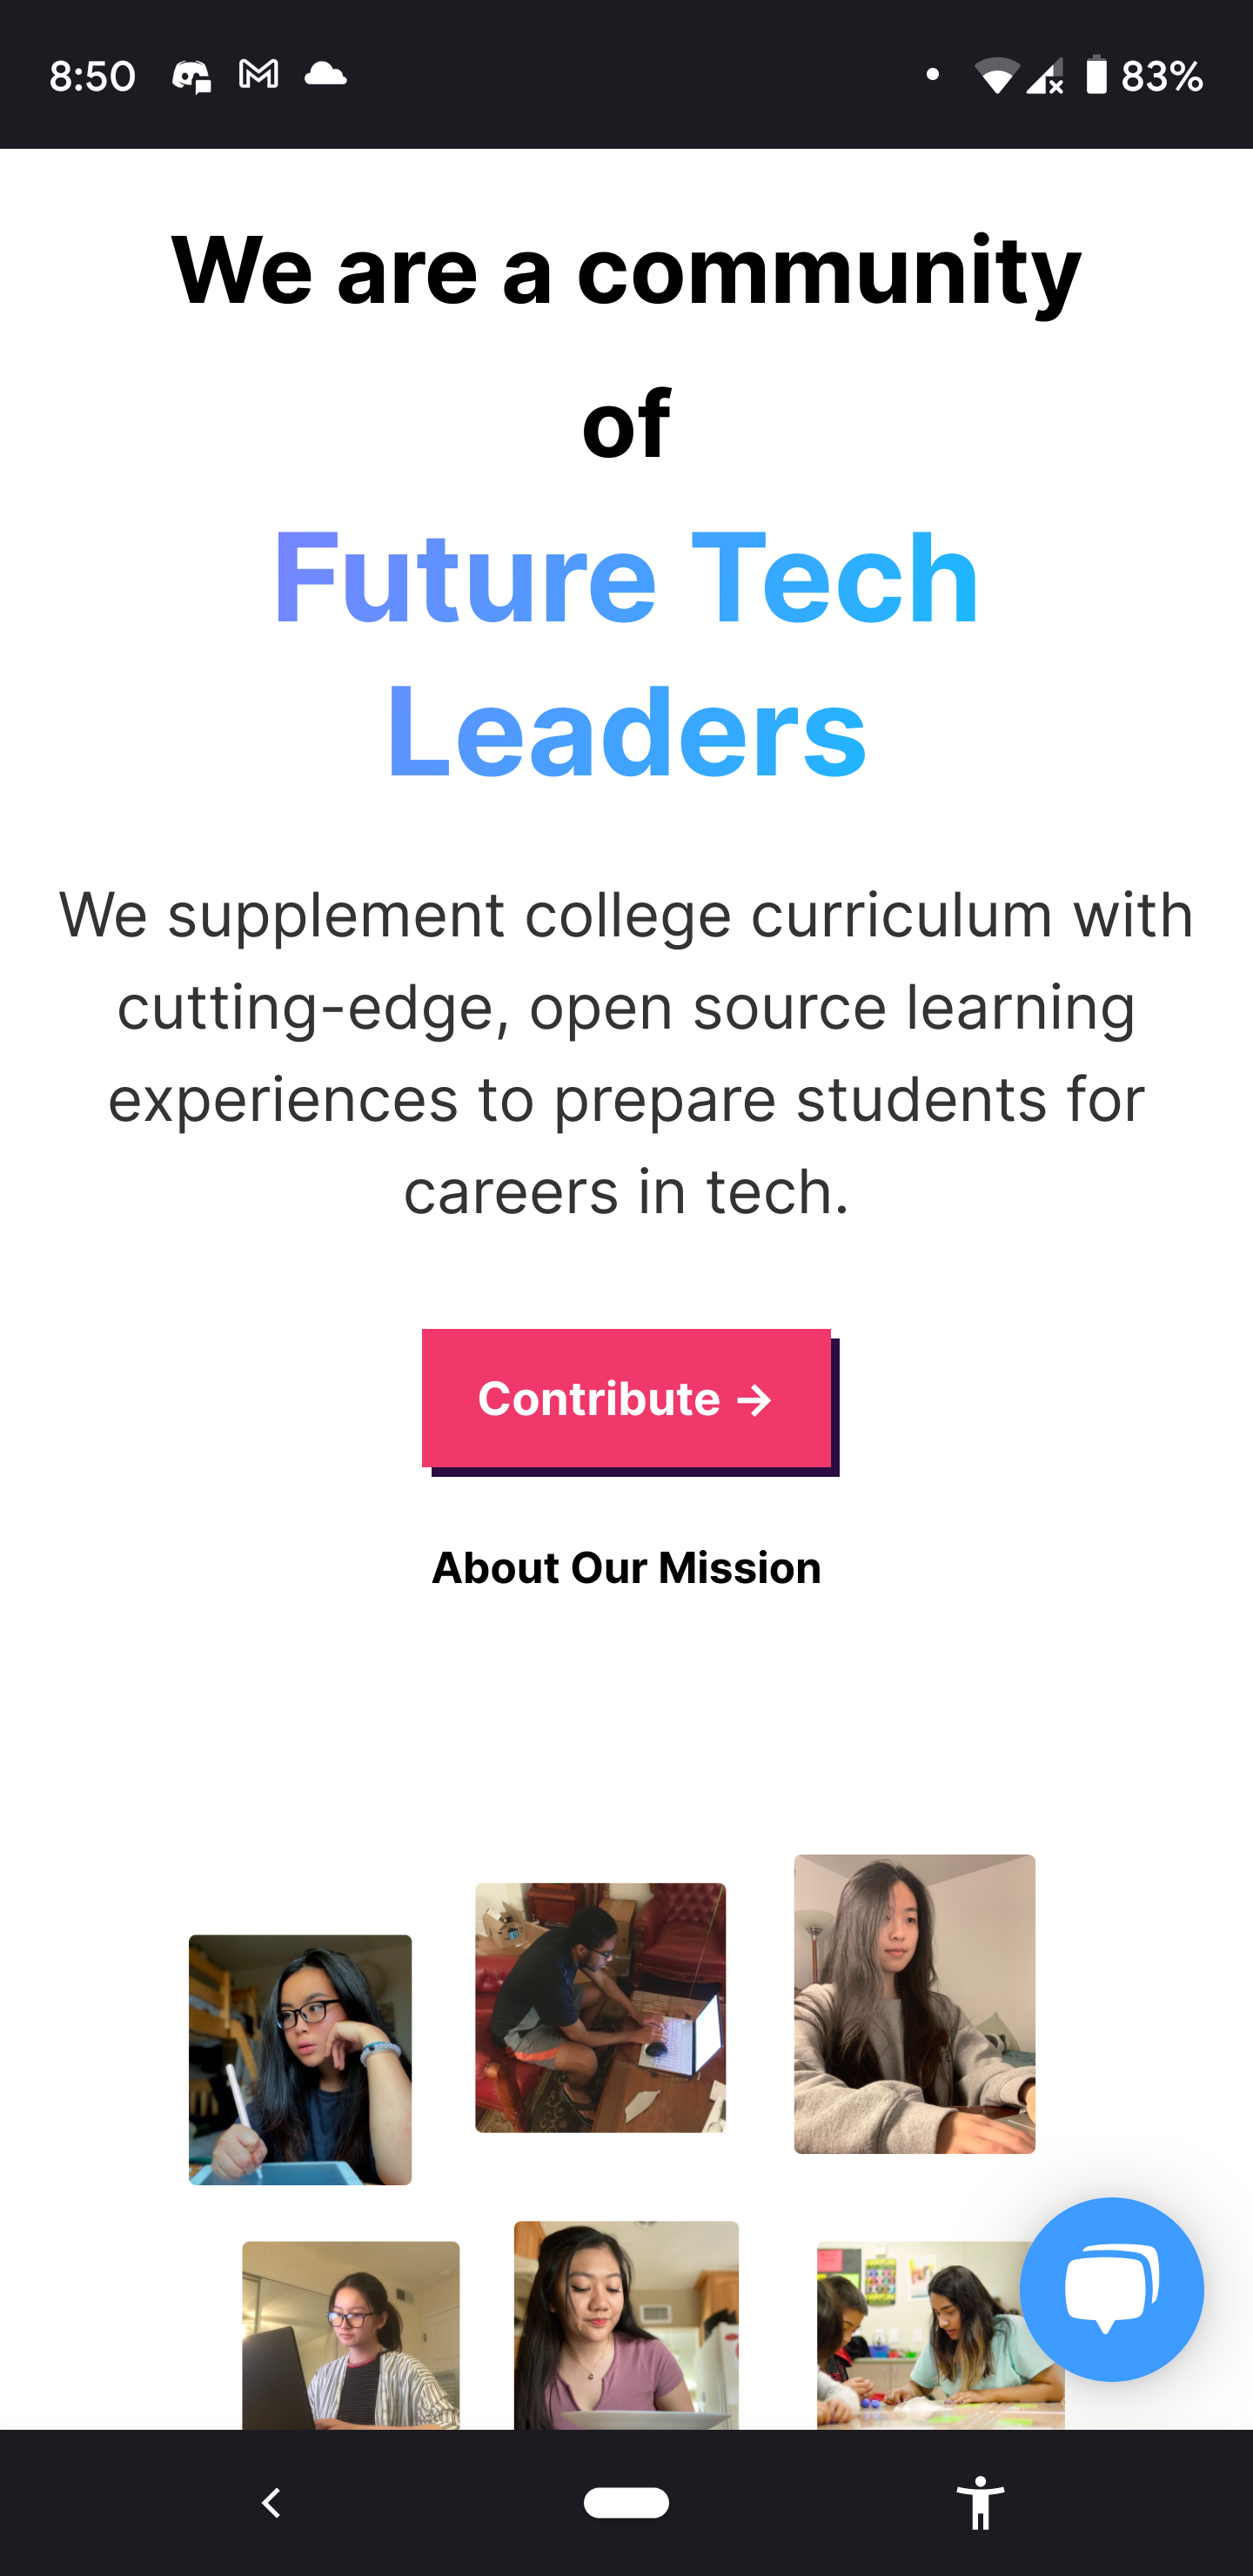 8:50 83%
We are a community
of
Future Tech
Leaders
We supplement college curriculum with
cutting-edge, open source learning
experiences to prepare students for
careers in tech.
Contribute →
About Our Mission